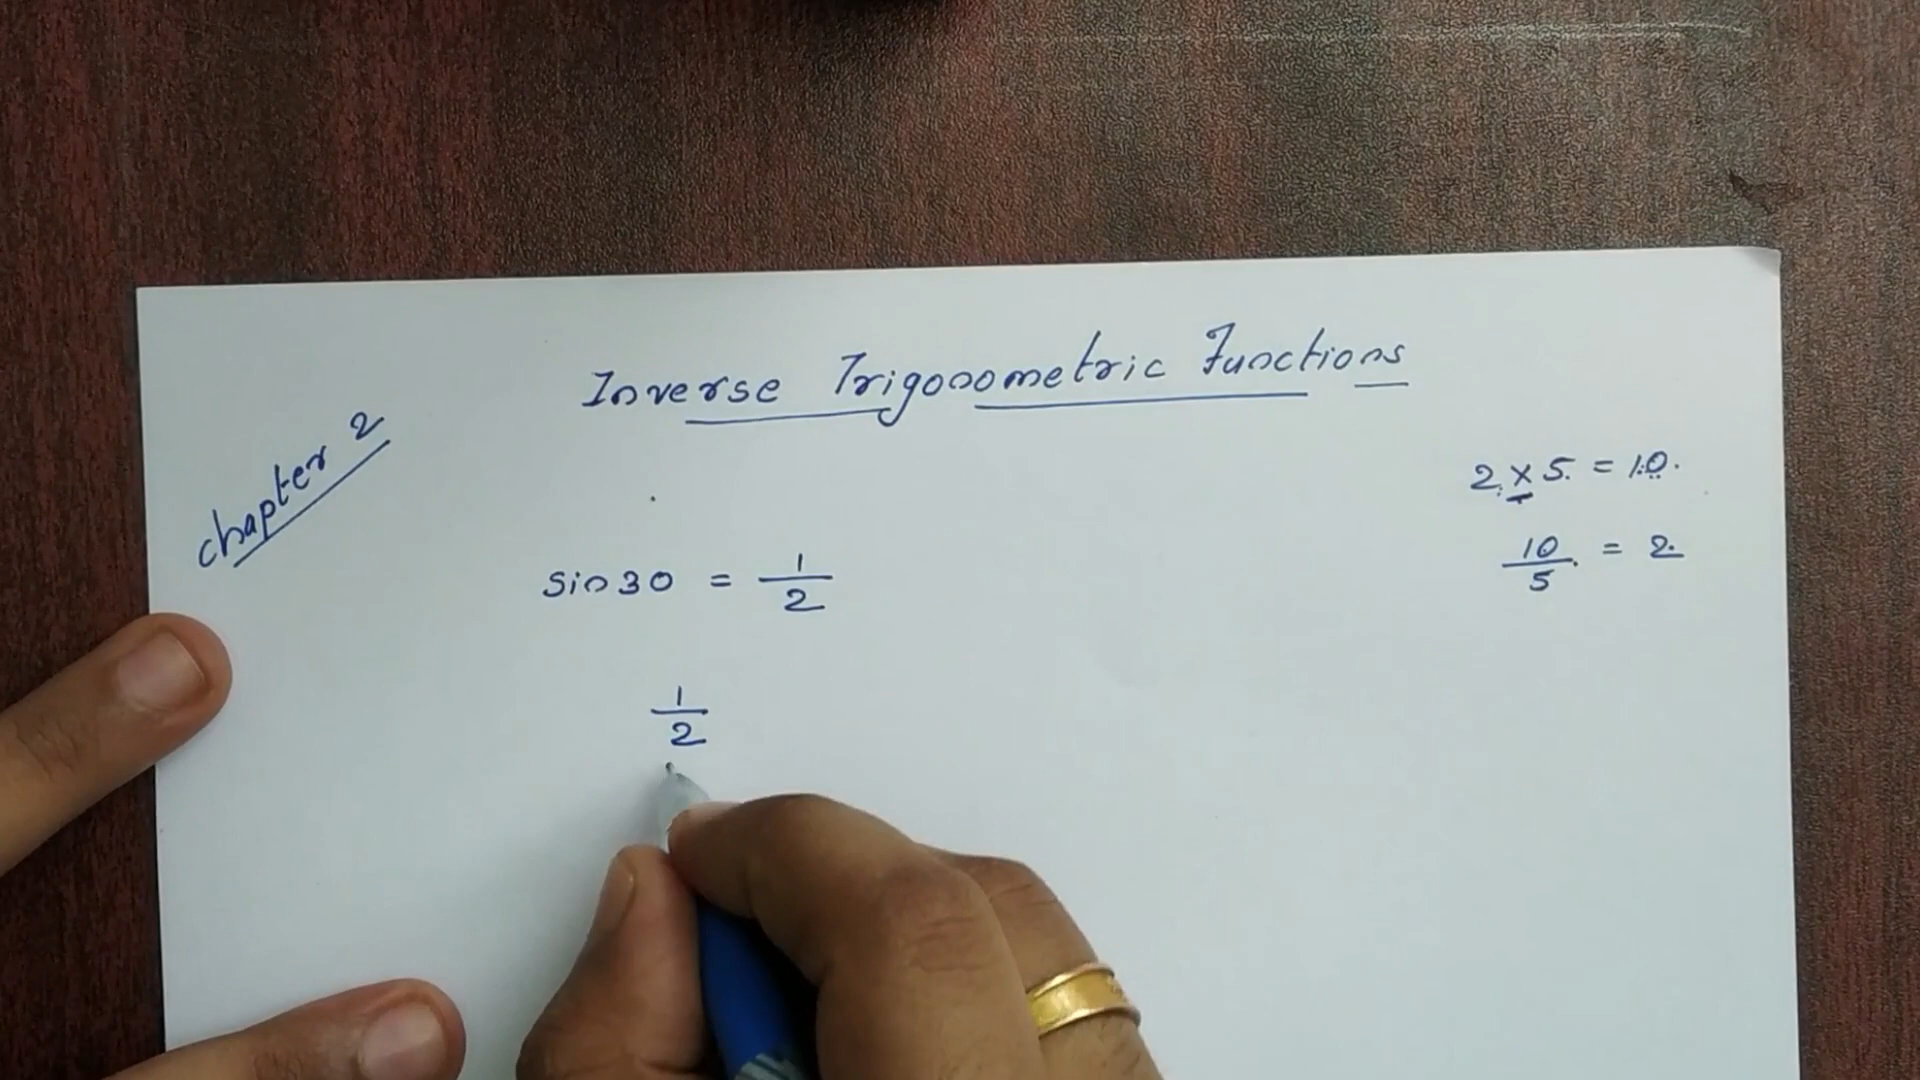 Inverse Trigonometric Functions
chapter 2
2 x 5 = 10.
10/5 = 2
Sin 30 = 1/2
1/2